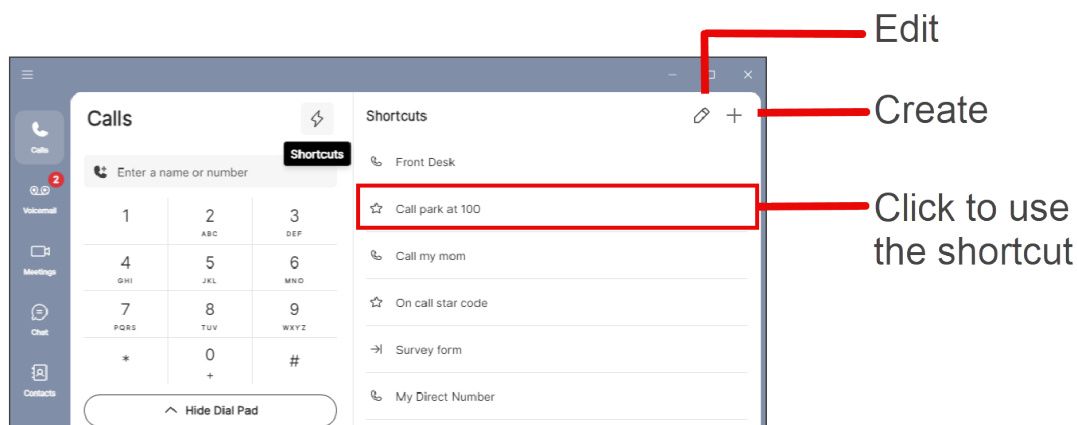 Edit
Create
Click to use
the shortcut
Calls
Shortcuts
Shortcuts
Enter a name or number
Calls
2
Voicemail
Meetings
Chat
Contacts
1
2
ABC
3
DEF
4
GHI
5
JKL
6
MNO
7
PQRS
8
TUV
9
WXYZ
*
0
+
#
Hide Dial Pad
Front Desk
Call park at 100
Call my mom
On call star code
Survey form
My Direct Number